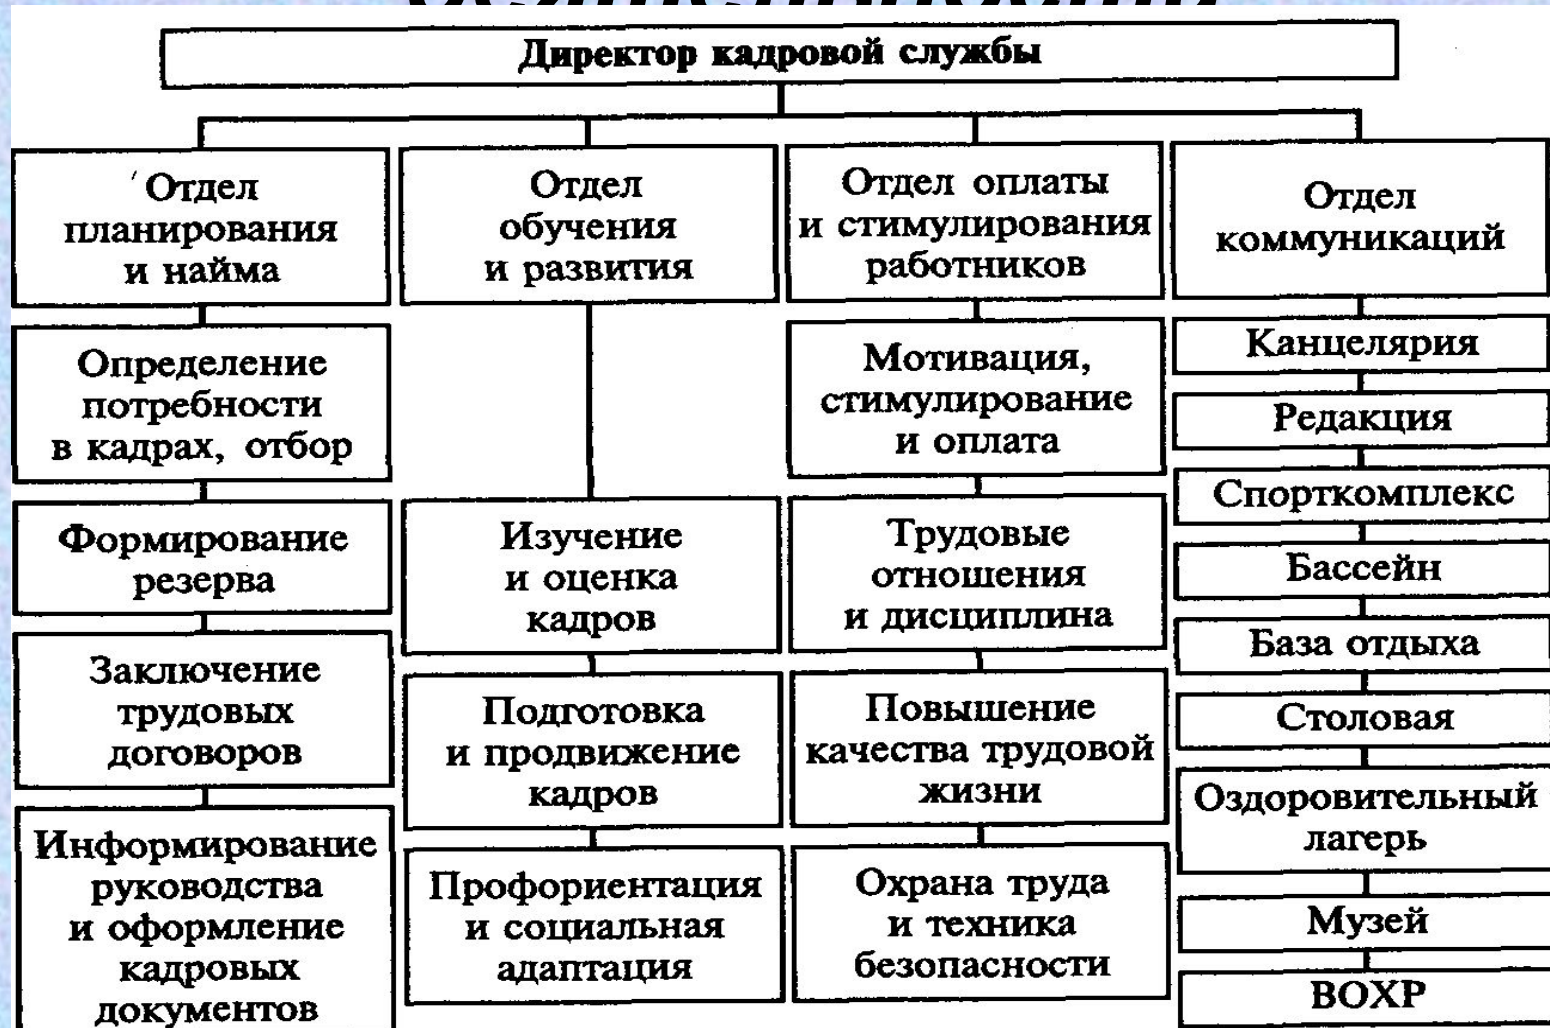 Директор кадровой службы
Отдел
планирования
и найма
Определение
потребности
в кадрах, отбор
Формирование
резерва
Заключение
трудовых
договоров
Информирование
руководства
и оформление
кадровых
документов
Отдел
обучения
и развития
Изучение
и оценка
кадров
Подготовка
и продвижение
кадров
Профориентация
и социальная
адаптация
Отдел оплаты
и стимулирования
работников
Мотивация,
стимулирование
и оплата
Трудовые
отношения
и дисциплина
Повышение
качества трудовой
жизни
Охрана труда
и техника
безопасности
Отдел
коммуникаций
Канцелярия
Редакция
Спорткомплекс
Бассейн
База отдыха
Столовая
Оздоровительный
лагерь
Музей
ВОХР